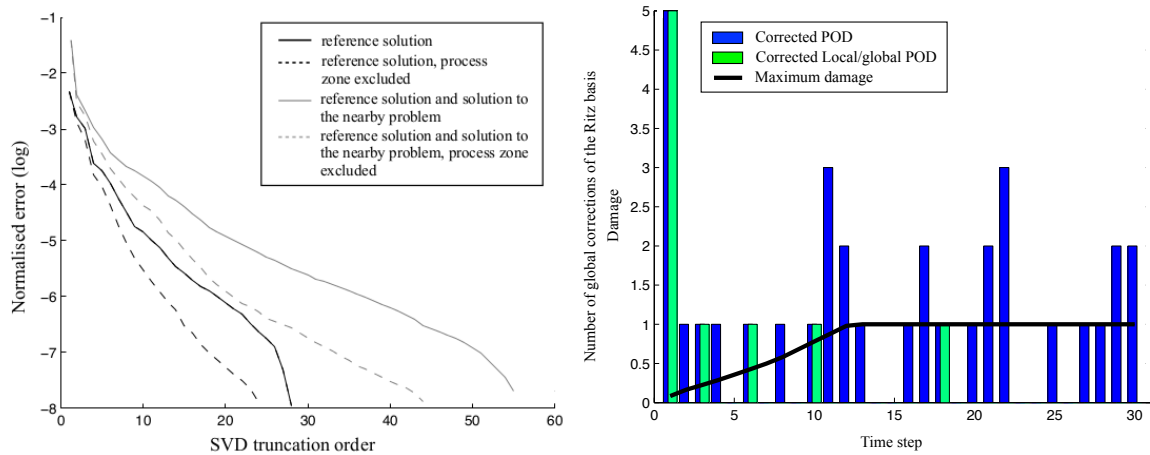 Normalised error (log)
-1
-2
-3
-4
-5
-6
-7
-8
0
10
20
30
40
50
60
SVD truncation order
reference solution
reference solution, process
zone excluded
reference solution and solution to
the nearby problem
reference solution and solution to
the nearby problem, process zone
excluded
Number of global corrections of the Ritz basis
Damage
5
4.5
4
3.5
3
2.5
2
1.5
1
0.5
0
0
5
10
15
20
25
30
Time step
Corrected POD
Corrected Local/global POD
Maximum damage